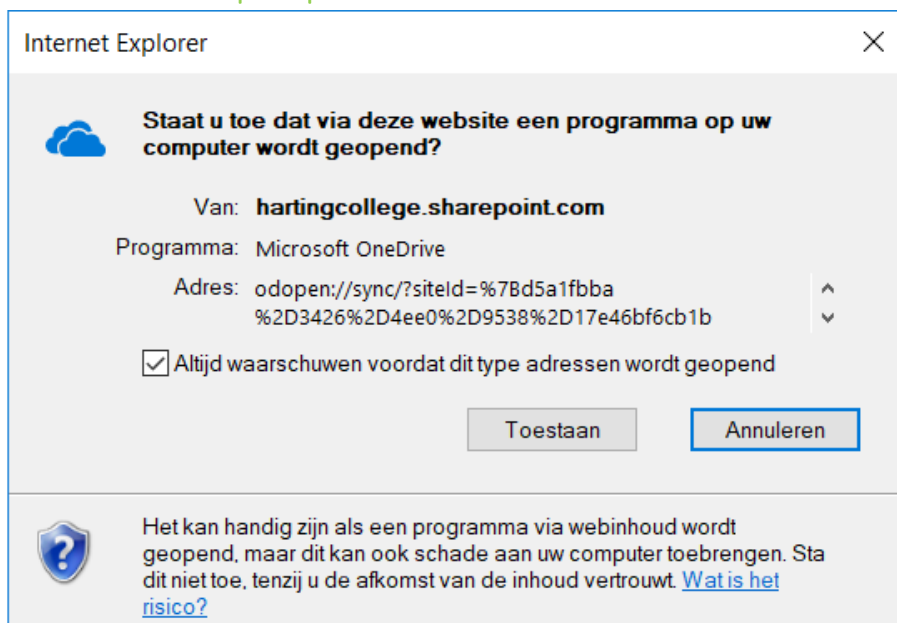 Internet Explorer
Staat u toe dat via deze website een programma op uw
computer wordt geopend?
Van: hartingcollege.sharepoint.com
Programma: Microsoft OneDrive
Adres: odopen://sync/?siteId=%7Bd5a1fbba
%2D3426%2D4ee0%2D9538%2D17e46bf6cb1b
Altijd waarschuwen voordat dit type adressen wordt geopend
Toestaan Annuleren
Het kan handig zijn als een programma via webinhoud wordt
geopend, maar dit kan ook schade aan uw computer toebrengen. Sta
dit niet toe, tenzij u de afkomst van de inhoud vertrouwt. Wat is het
risico?